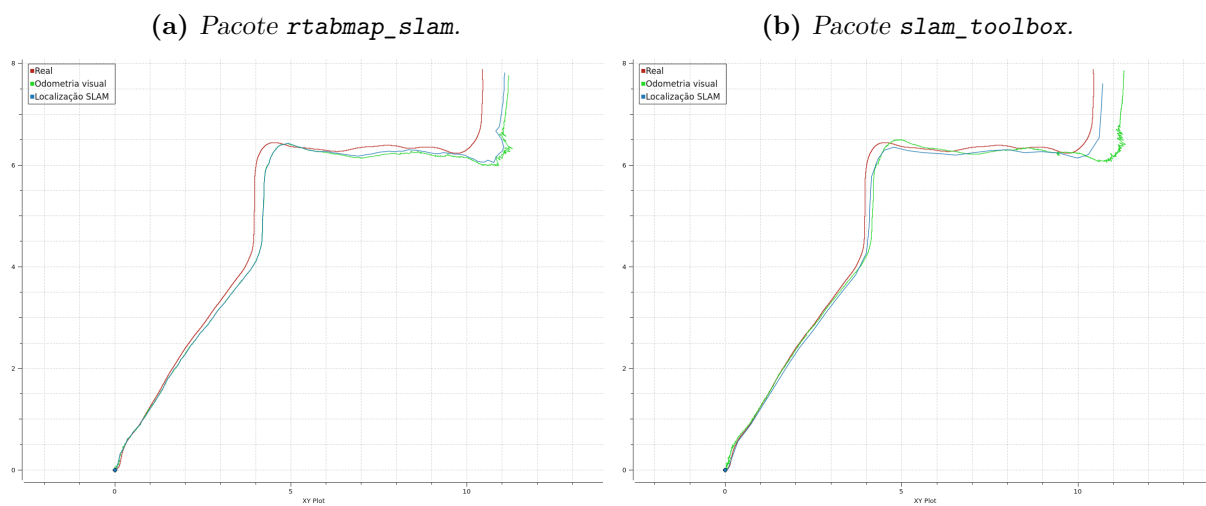 (a) Pacote rtabmap_slam.
(b) Pacote slam_toolbox.
8
6
4
2
0
0
5
10
XY Plot
Real
Odometria visual
Localização SLAM
8
6
4
2
0
0
5
10
XY Plot
Real
Odometria visual
Localização SLAM